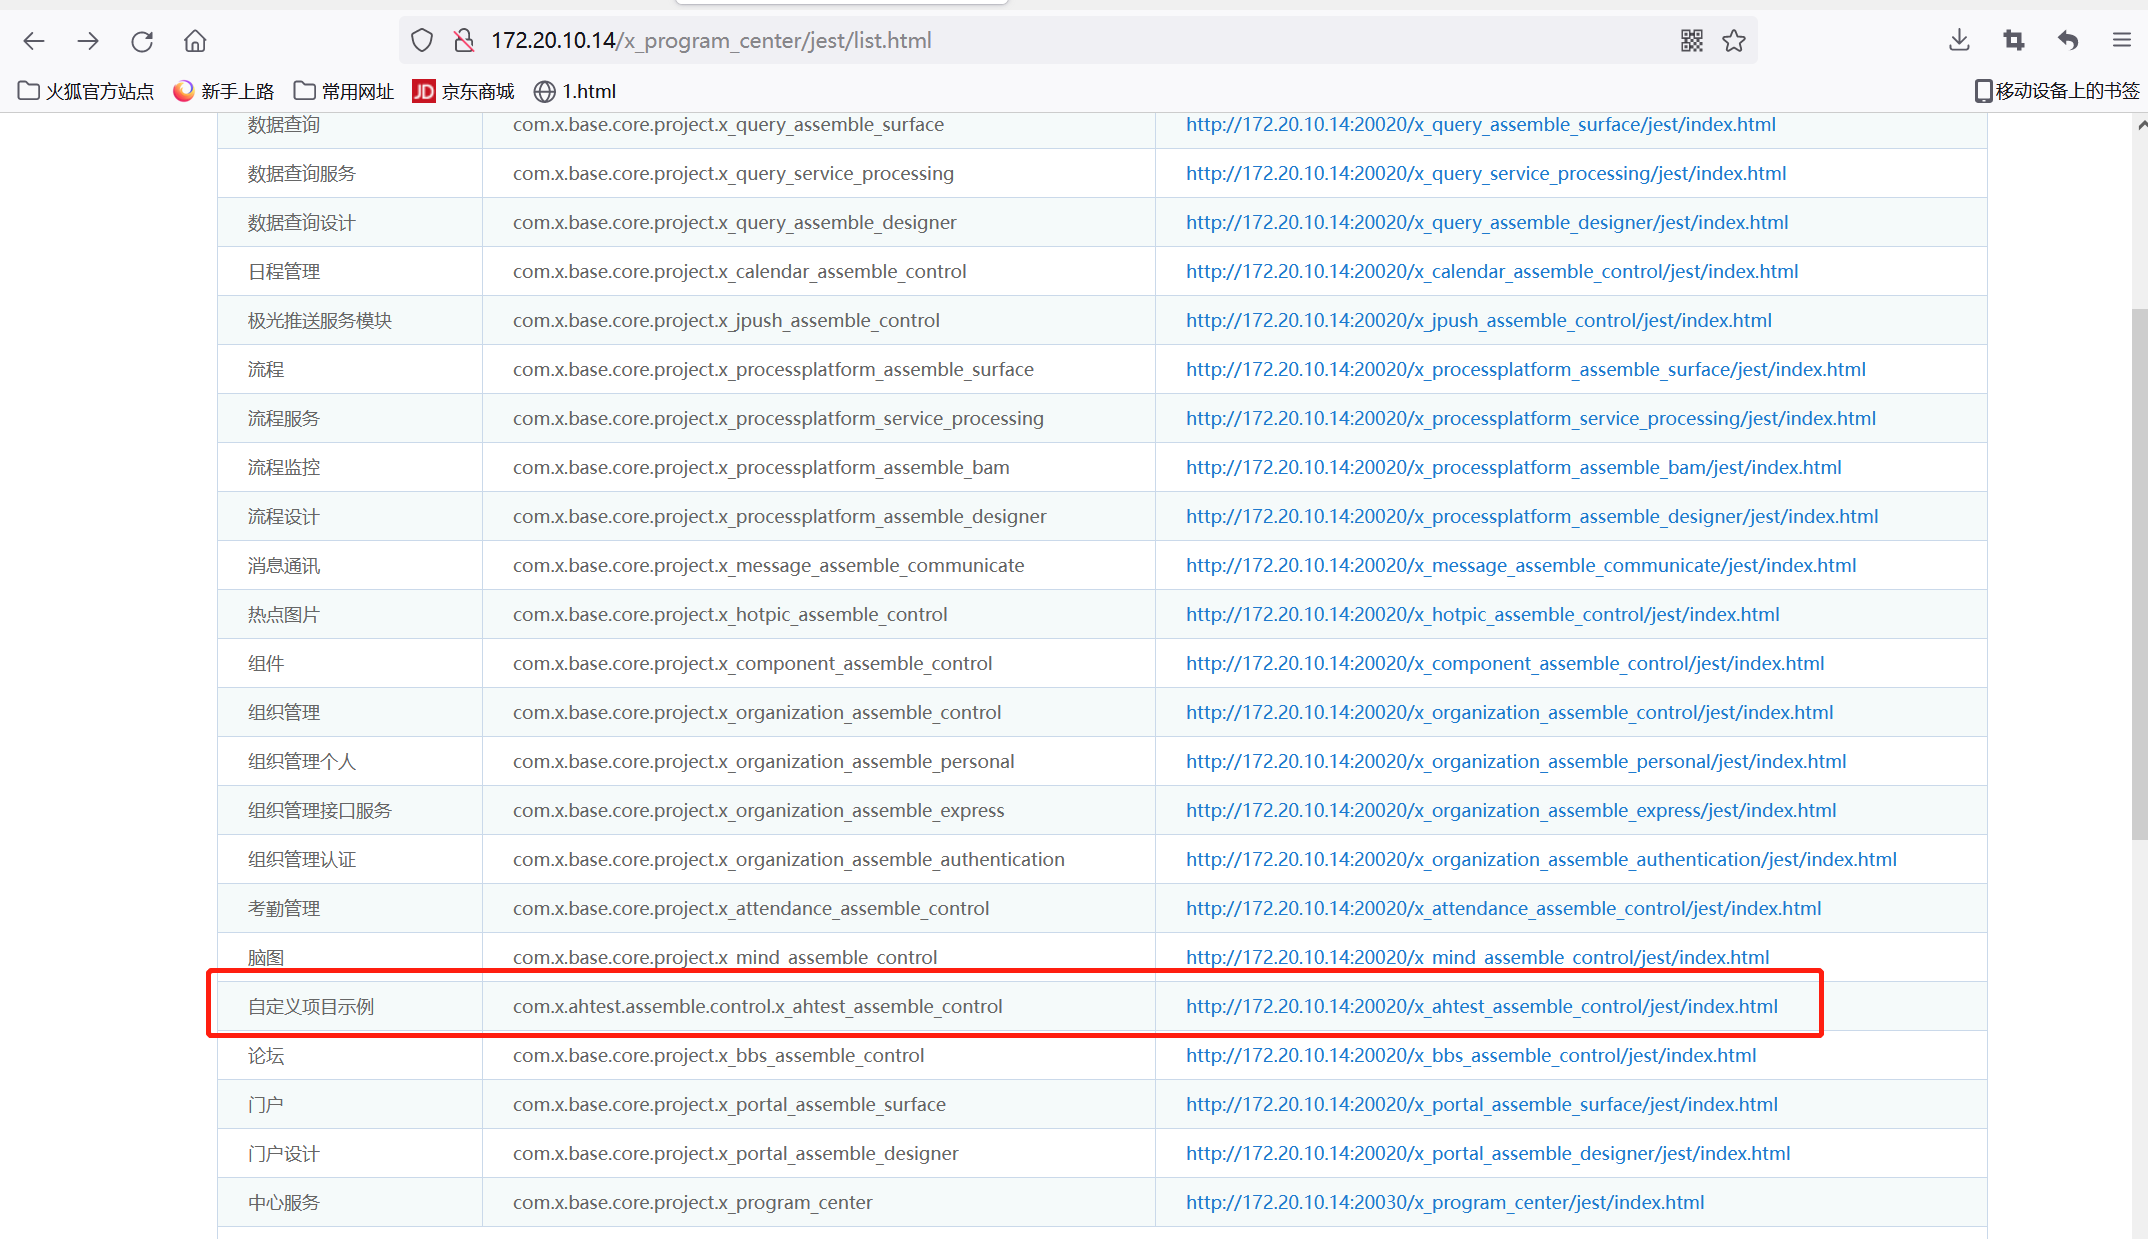 172.20.10.14/x_program_center/jest/list.html
火狐官方站点 新手上路 常用网址 JD 京东商城 1.html 移动设备上的书签
数据查询 com.x.base.core.project.x_query_assemble_surface http://172.20.10.14:20020/x_query_assemble_surface/jest/index.html
数据查询服务 com.x.base.core.project.x_query_service_processing http://172.20.10.14:20020/x_query_service_processing/jest/index.html
数据查询设计 com.x.base.core.project.x_query_assemble_designer http://172.20.10.14:20020/x_query_assemble_designer/jest/index.html
日程管理 com.x.base.core.project.x_calendar_assemble_control http://172.20.10.14:20020/x_calendar_assemble_control/jest/index.html
极光推送服务模块 com.x.base.core.project.x_jpush_assemble_control http://172.20.10.14:20020/x_jpush_assemble_control/jest/index.html
流程 com.x.base.core.project.x_processplatform_assemble_surface http://172.20.10.14:20020/x_processplatform_assemble_surface/jest/index.html
流程服务 com.x.base.core.project.x_processplatform_service_processing http://172.20.10.14:20020/x_processplatform_service_processing/jest/index.html
流程监控 com.x.base.core.project.x_processplatform_assemble_bam http://172.20.10.14:20020/x_processplatform_assemble_bam/jest/index.html
流程设计 com.x.base.core.project.x_processplatform_assemble_designer http://172.20.10.14:20020/x_processplatform_assemble_designer/jest/index.html
消息通讯 com.x.base.core.project.x_message_assemble_communicate http://172.20.10.14:20020/x_message_assemble_communicate/jest/index.html
热点图片 com.x.base.core.project.x_hotpic_assemble_control http://172.20.10.14:20020/x_hotpic_assemble_control/jest/index.html
组件 com.x.base.core.project.x_component_assemble_control http://172.20.10.14:20020/x_component_assemble_control/jest/index.html
组织管理 com.x.base.core.project.x_organization_assemble_control http://172.20.10.14:20020/x_organization_assemble_control/jest/index.html
组织管理个人 com.x.base.core.project.x_organization_assemble_personal http://172.20.10.14:20020/x_organization_assemble_personal/jest/index.html
组织管理接口服务 com.x.base.core.project.x_organization_assemble_express http://172.20.10.14:20020/x_organization_assemble_express/jest/index.html
组织管理认证 com.x.base.core.project.x_organization_assemble_authentication http://172.20.10.14:20020/x_organization_assemble_authentication/jest/index.html
考勤管理 com.x.base.core.project.x_attendance_assemble_control http://172.20.10.14:20020/x_attendance_assemble_control/jest/index.html
脑图 com.x.base.core.project.x_mind_assemble_control http://172.20.10.14:20020/x_mind_assemble_control/jest/index.html
自定义项目示例 com.x.ahtest.assemble.control.x_ahtest_assemble_control http://172.20.10.14:20020/x_ahtest_assemble_control/jest/index.html
论坛 com.x.base.core.project.x_bbs_assemble_control http://172.20.10.14:20020/x_bbs_assemble_control/jest/index.html
门户 com.x.base.core.project.x_portal_assemble_surface http://172.20.10.14:20020/x_portal_assemble_surface/jest/index.html
门户设计 com.x.base.core.project.x_portal_assemble_designer http://172.20.10.14:20020/x_portal_assemble_designer/jest/index.html
中心服务 com.x.base.core.project.x_program_center http://172.20.10.14:20030/x_program_center/jest/index.html